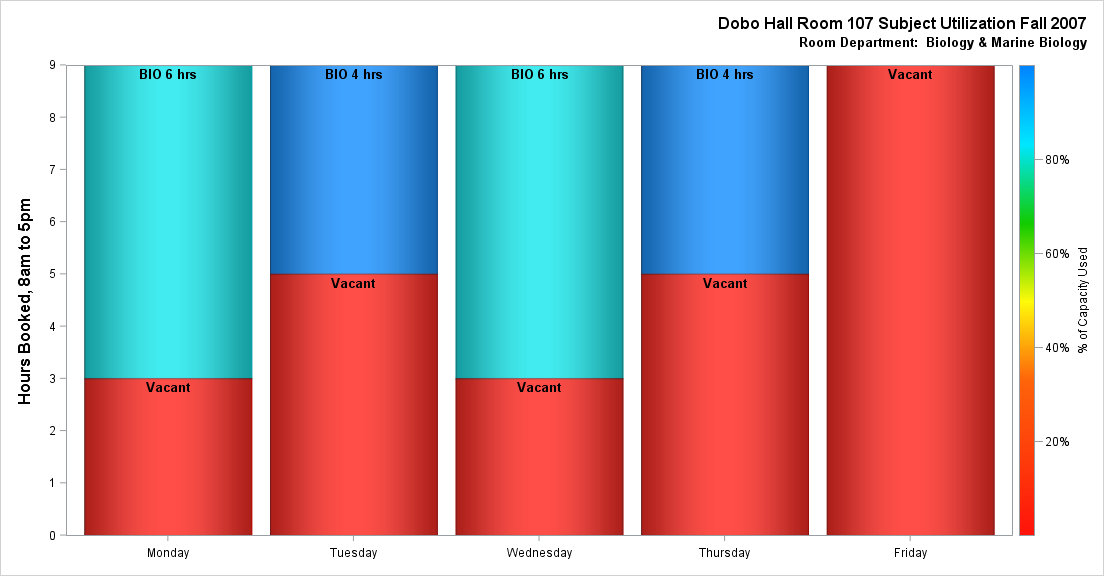 Dobo Hall Room 107 Subject Utilization Fall 2007
Room Department: Biology & Marine Biology
Hours Booked, 8am to 5pm
9
8
7
6
5
4
3
2
1
0
BIO 6 hrs
Vacant
BIO 4 hrs
Vacant
BIO 6 hrs
Vacant
BIO 4 hrs
Vacant
Vacant
Monday
Tuesday
Wednesday
Thursday
Friday
80%
60%
40%
20%
% of Capacity Used